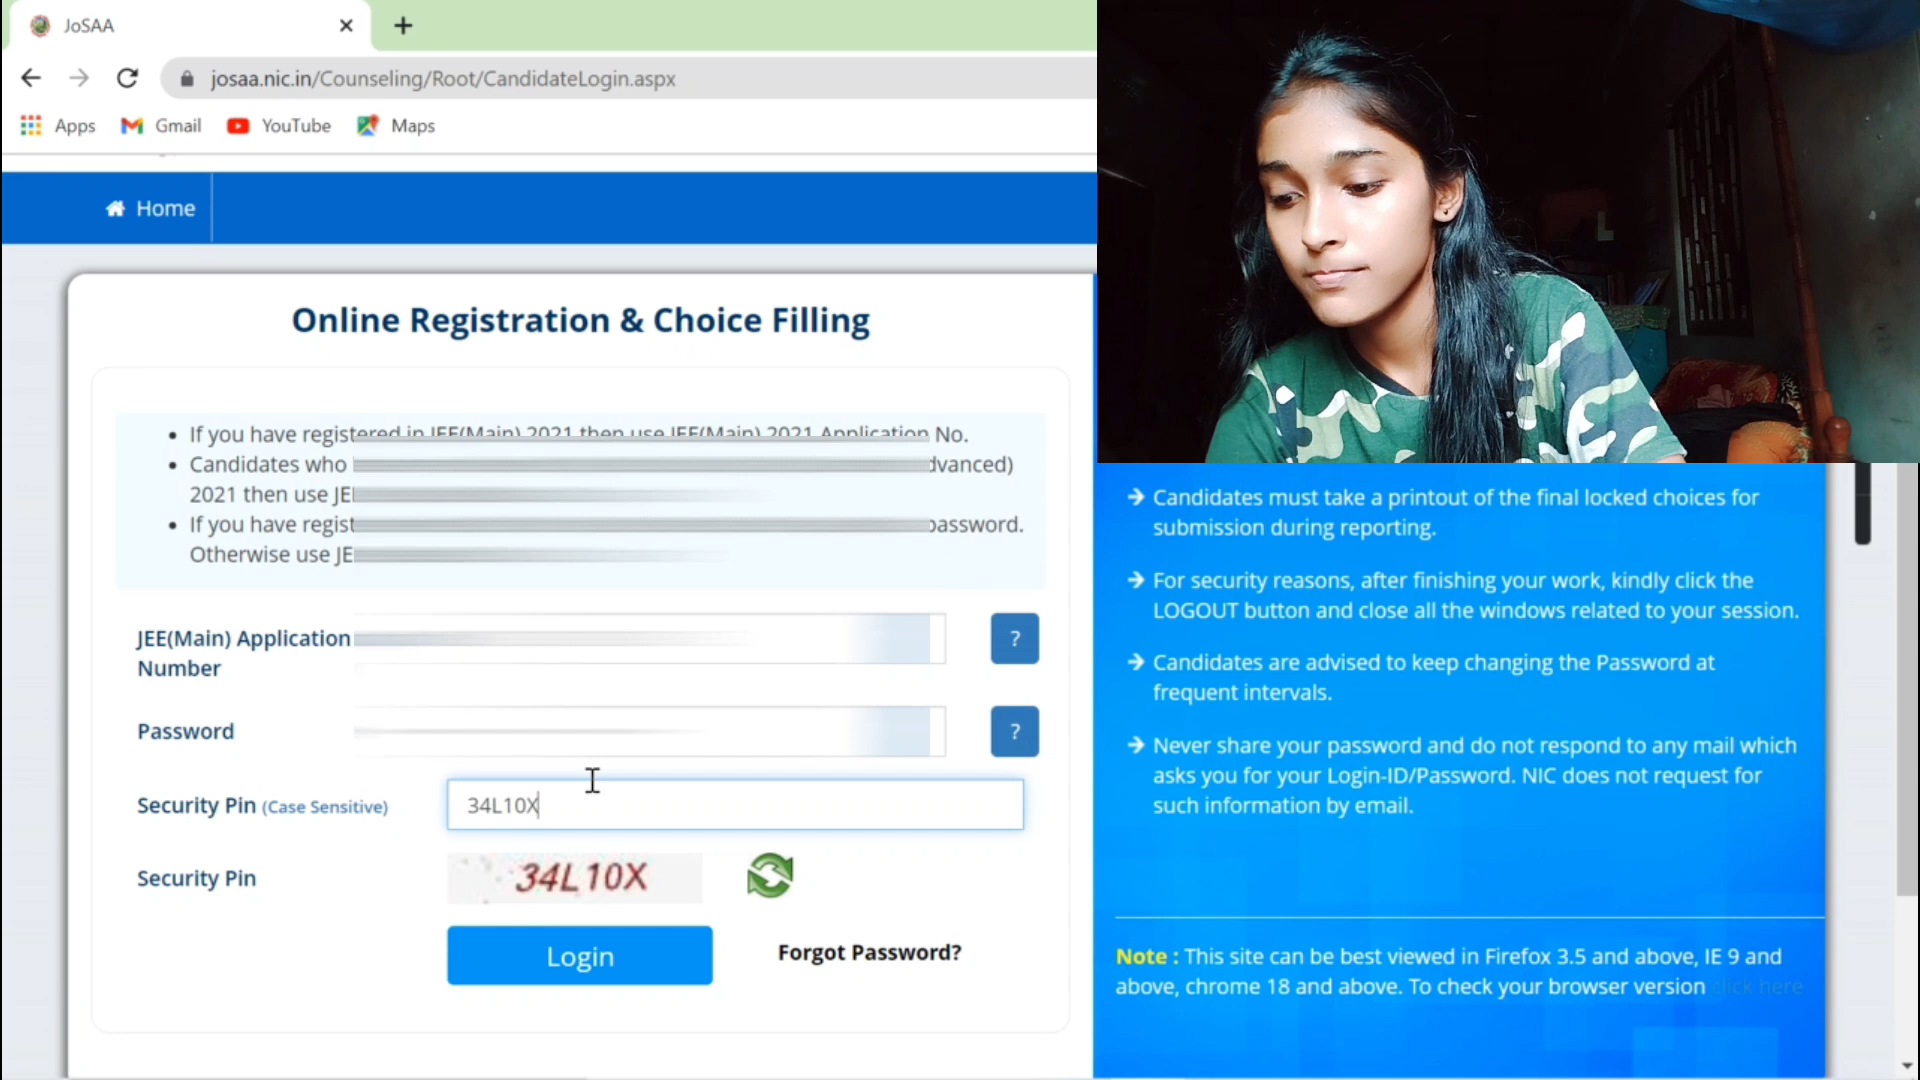 JoSAA
josaa.nic.in/Counseling/Root/CandidateLogin.aspx
Apps Gmail YouTube Maps
Home
Online Registration & Choice Filling
If you have registered in JEE(Main) 2021 then use JEE(Main) 2021 Application No.
Candidates who dvanced)
2021 then use JE
If you have regist password.
Otherwise use JE
JEE(Main) Application
Number
?
Password
?
Security Pin (Case Sensitive)
34L10X
Security Pin
34L10X
Login
Forgot Password?
Candidates must take a printout of the final locked choices for
submission during reporting.
For security reasons, after finishing your work, kindly click the
LOGOUT button and close all the windows related to your session.
Candidates are advised to keep changing the Password at
frequent intervals.
Never share your password and do not respond to any mail which
asks you for your Login-ID/Password. NIC does not request for
such information by email.
Note : This site can be best viewed in Firefox 3.5 and above, IE 9 and
above, chrome 18 and above. To check your browser version click here